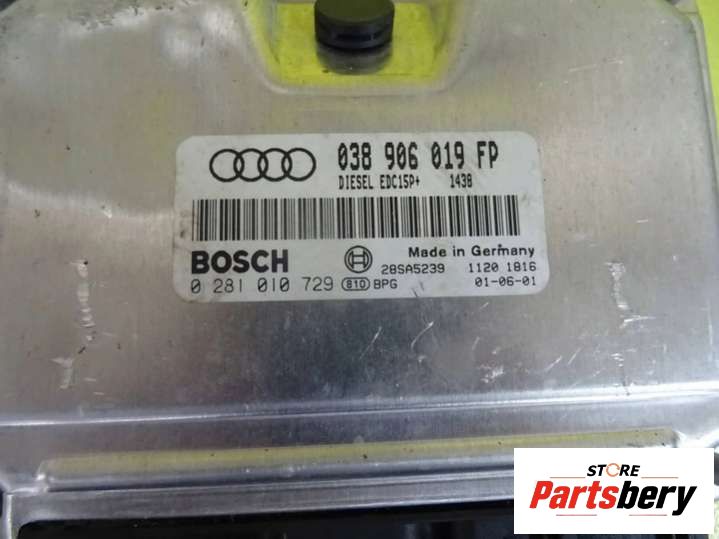 038 906 019 FP
DIESEL EDC15P+ 1438
BOSCH
Made in Germany
28SA5239 1120 1816
0 281 010 729 810 BPG 01-06-01
STORE
Partsbery